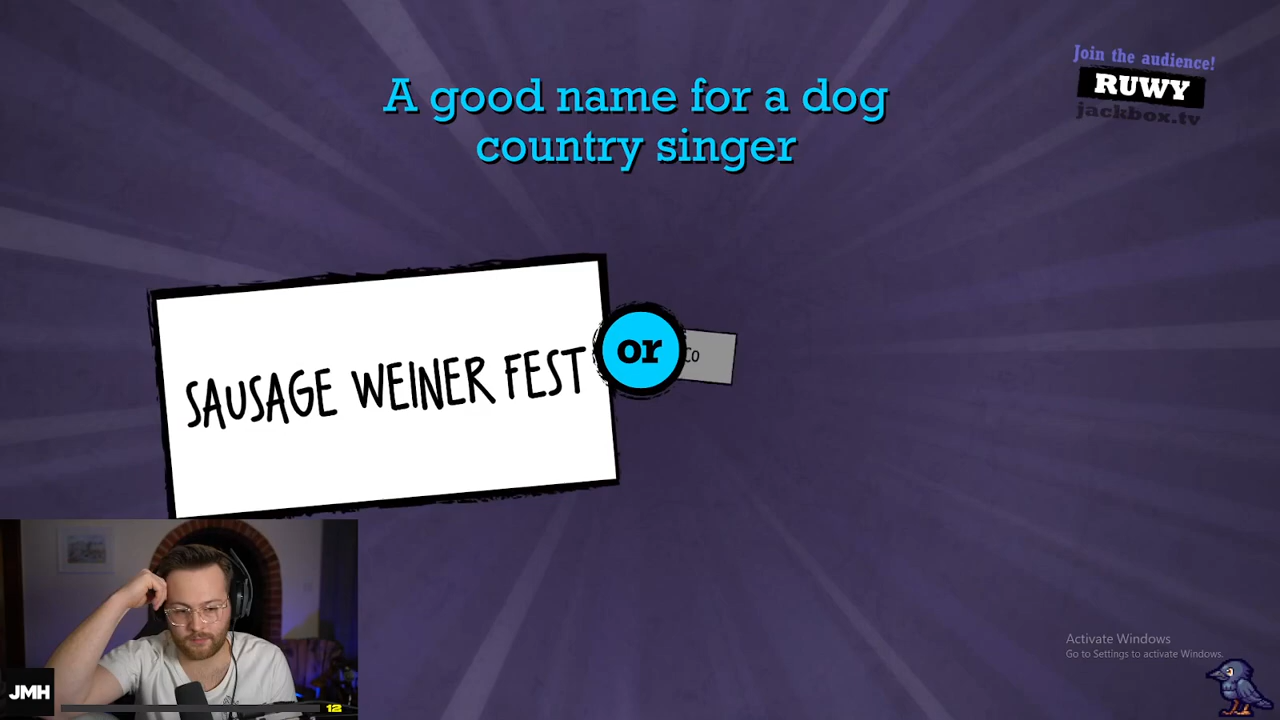 Join the audience!
RUWY
jackbox.tv
A good name for a dog
country singer
SAUSAGE WEINER FEST
or
Activate Windows
Go to Settings to activate Windows.
JMH
12